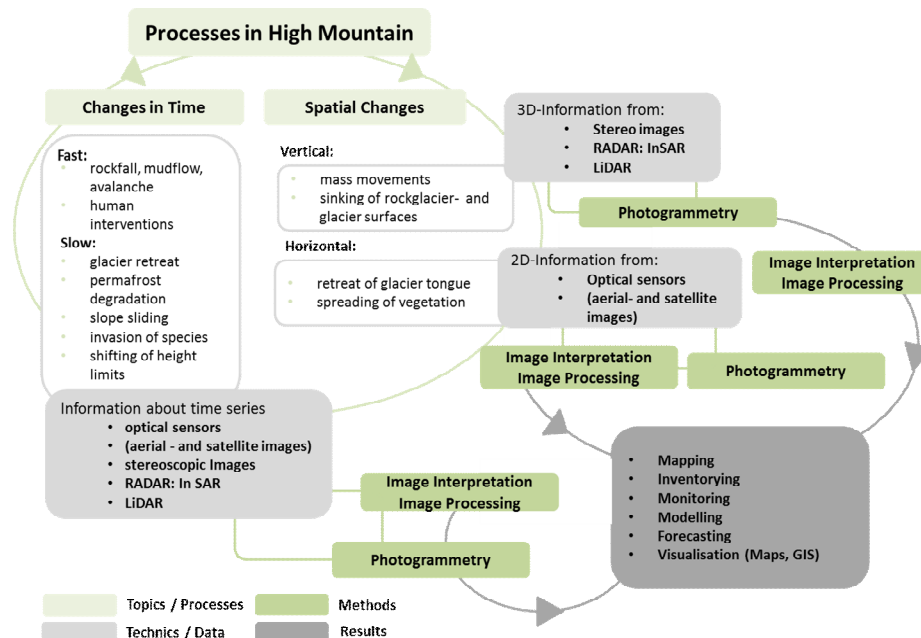 Processes in High Mountain
Changes in Time
Fast:
rockfall, mudflow,
avalanche
human
interventions
Slow:
glacier retreat
permafrost
degradation
slope sliding
invasion of species
shifting of height
limits
Spatial Changes
Vertical:
mass movements
sinking of rockglacier- and
glacier surfaces
Horizontal:
retreat of glacier tongue
spreading of vegetation
3D-Information from:
• Stereo images
• RADAR: InSAR
• LiDAR
Photogrammetry
Image Interpretation
Image Processing
2D-Information from:
• Optical sensors
• (aerial- and satellite
images)
Image Interpretation
Image Processing
Photogrammetry
Information about time series
• optical sensors
• (aerial - and satellite images)
• stereoscopic Images
• RADAR: In SAR
• LiDAR
Image Interpretation
Image Processing
Photogrammetry
• Mapping
• Inventorying
• Monitoring
• Modelling
• Forecasting
• Visualisation (Maps, GIS)
Topics / Processes
Methods
Technics / Data
Results